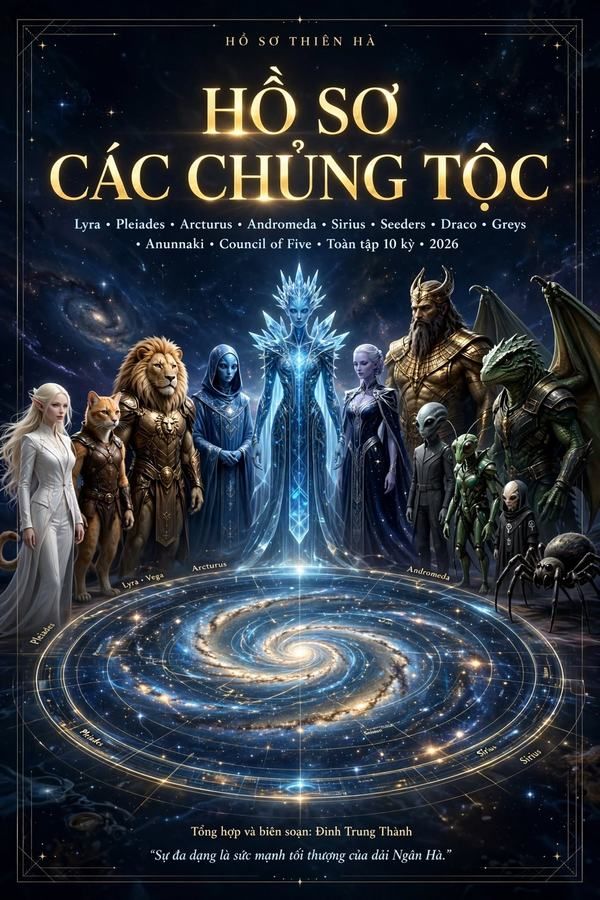 HỒ SƠ THIÊN HÀ
HỒ SƠ
CÁC CHỦNG TỘC
Lyra • Pleiades • Arcturus • Andromeda • Sirius • Seeders • Draco • Greys
• Anunnaki • Council of Five • Toàn tập 10 kỳ • 2026
Lyra • Vega
Arcturus
Andromeda
Pleiades
Pleiades
Sirius
Sirius
Tổng hợp và biên soạn: Đinh Trung Thành
“Sự đa dạng là sức mạnh tối thượng của dải Ngân Hà.”